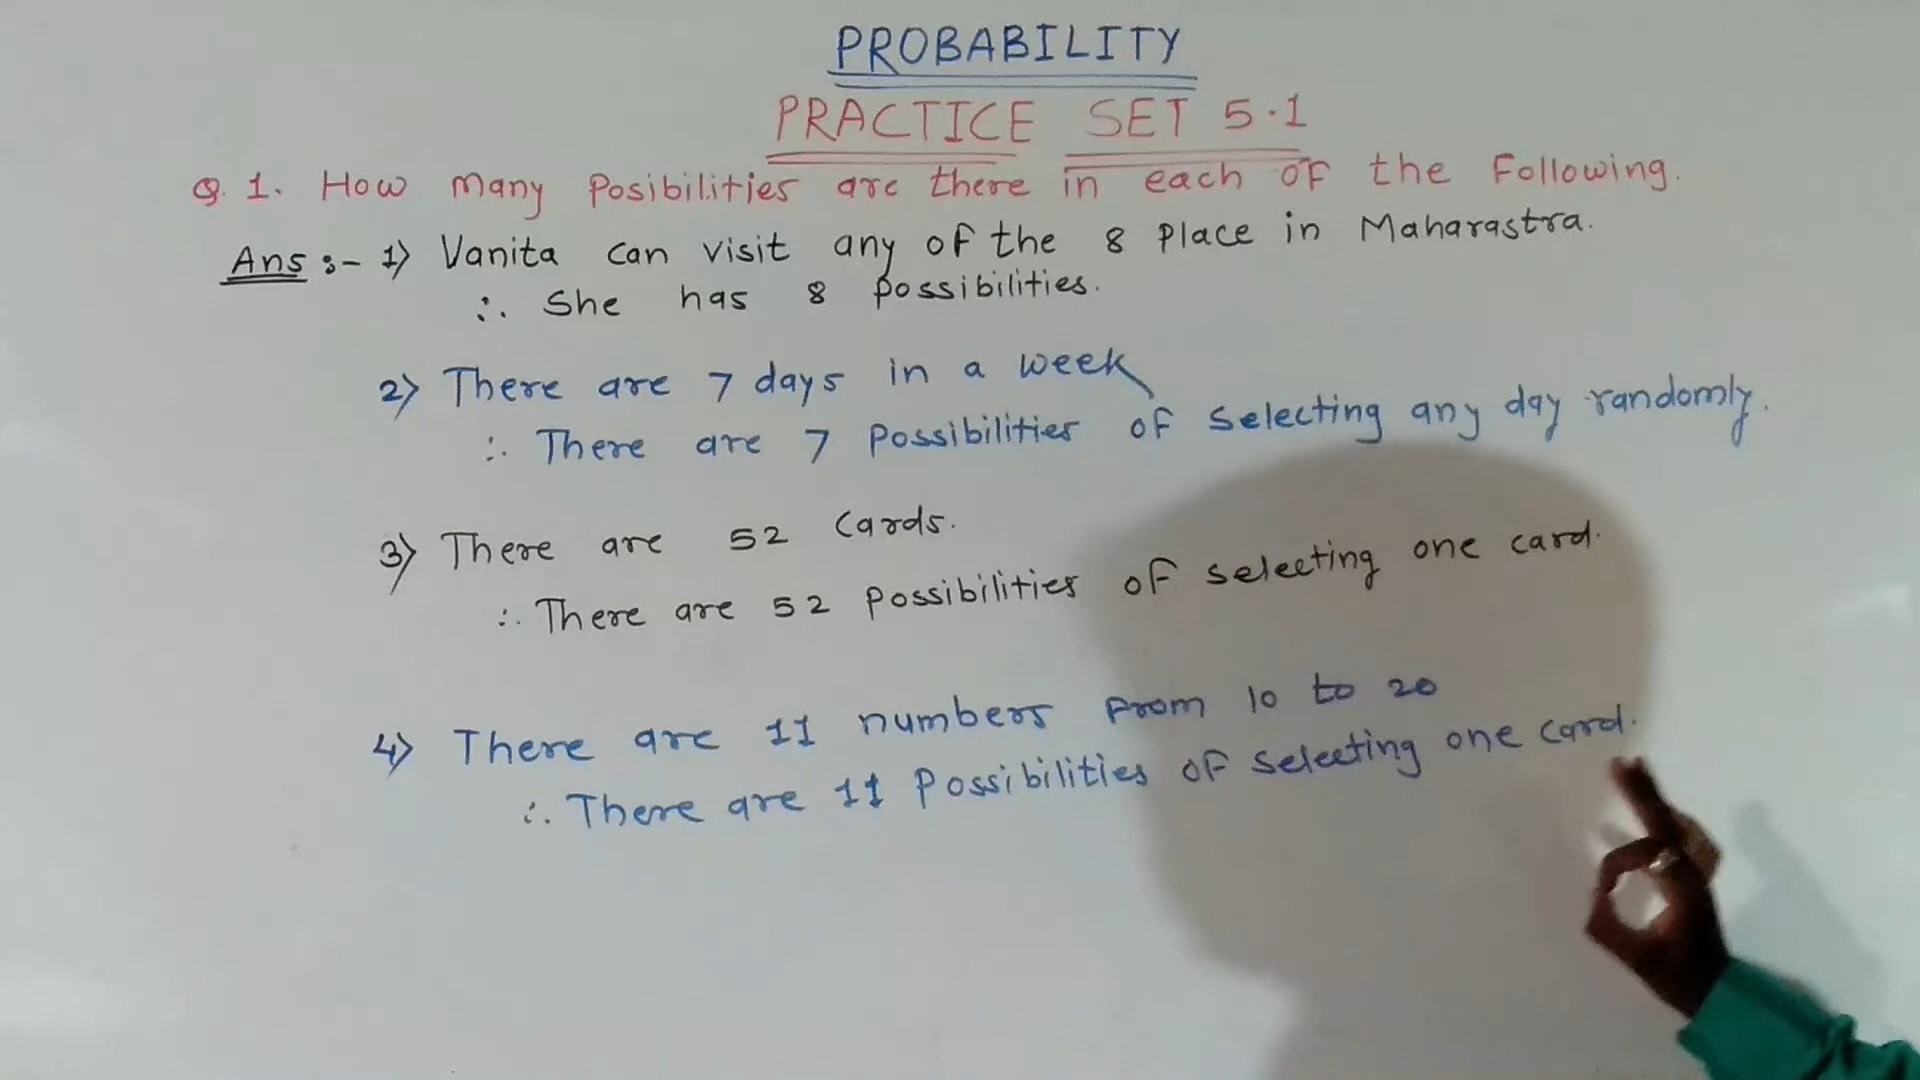 PROBABILITY
PRACTICE SET 5.1
Q.1. How many Posibilities are there in each of the Following.
Ans :- 1) Vanita can visit any of the 8 Place in Maharastra.
∴ She has 8 possibilities.
2) There are 7 days in a week
∴ There are 7 Possibilities of selecting any day randomly.
3) There are 52 Cards.
∴ There are 52 Possibilities of selecting one card.
4) There are 11 numbers From 10 to 20
∴ There are 11 Possibilities of selecting one card.